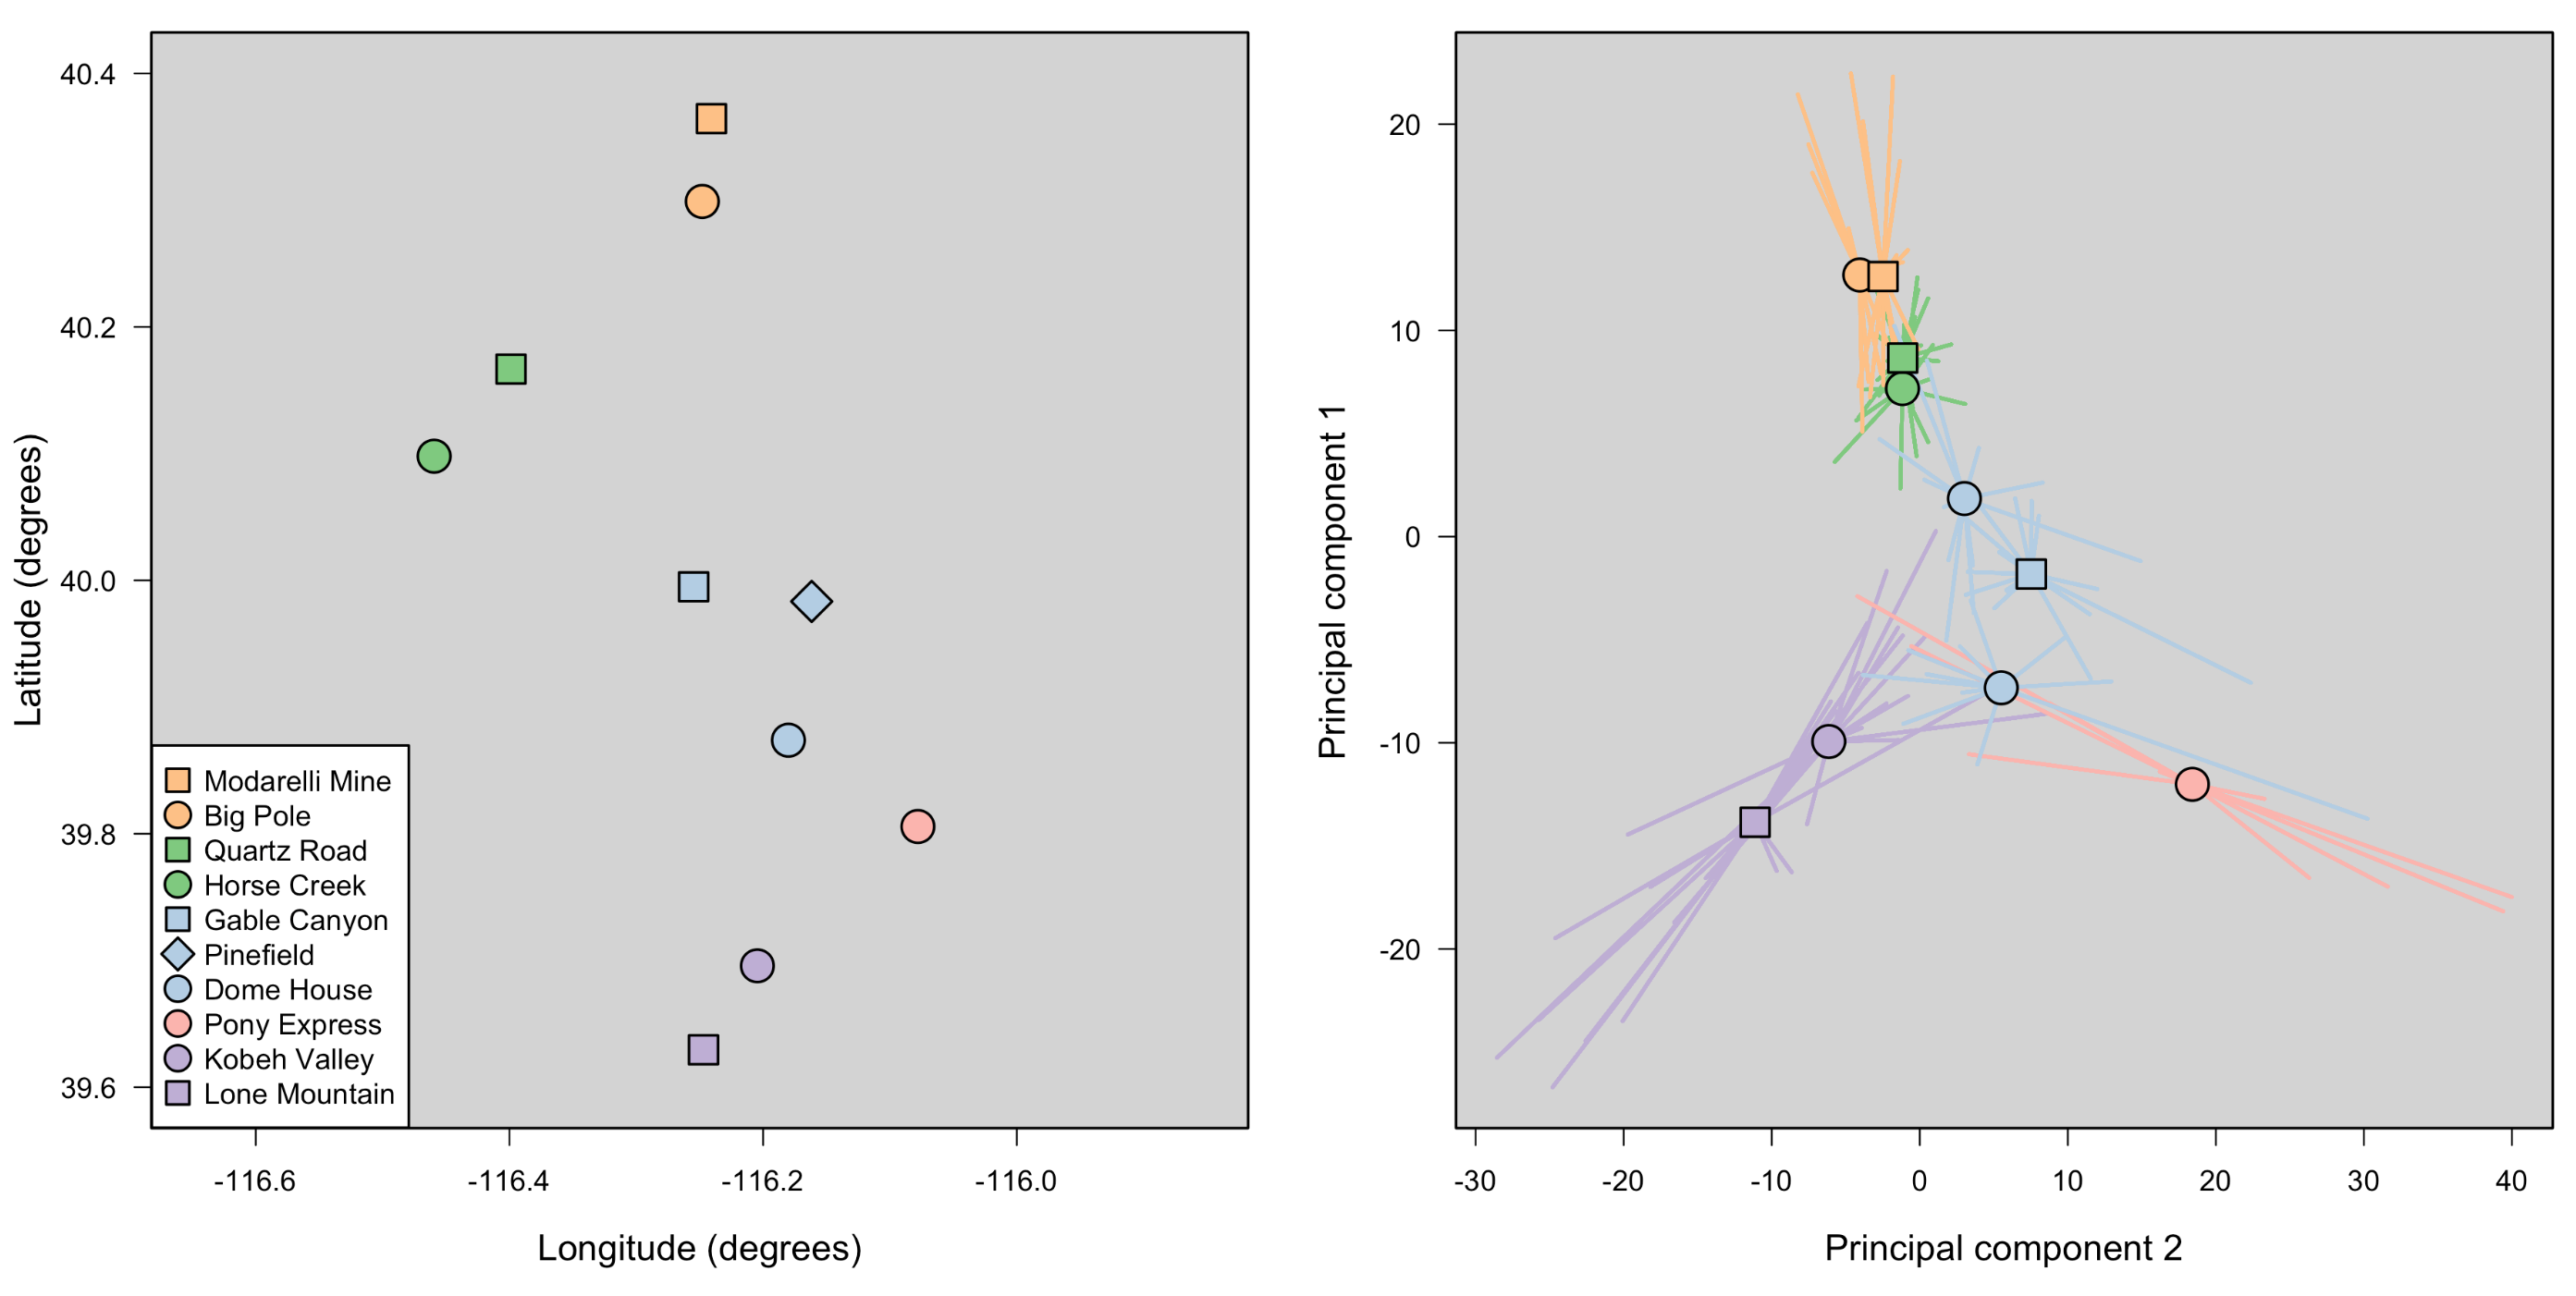 40.4
40.2
40.0
39.8
39.6
Latitude (degrees)
Modarelli Mine
Big Pole
Quartz Road
Horse Creek
Gable Canyon
Pinefield
Dome House
Pony Express
Kobeh Valley
Lone Mountain
-116.6 -116.4 -116.2 -116.0
Longitude (degrees)
20
10
0
-10
-20
Principal component 1
-30 -20 -10 0 10 20 30 40
Principal component 2